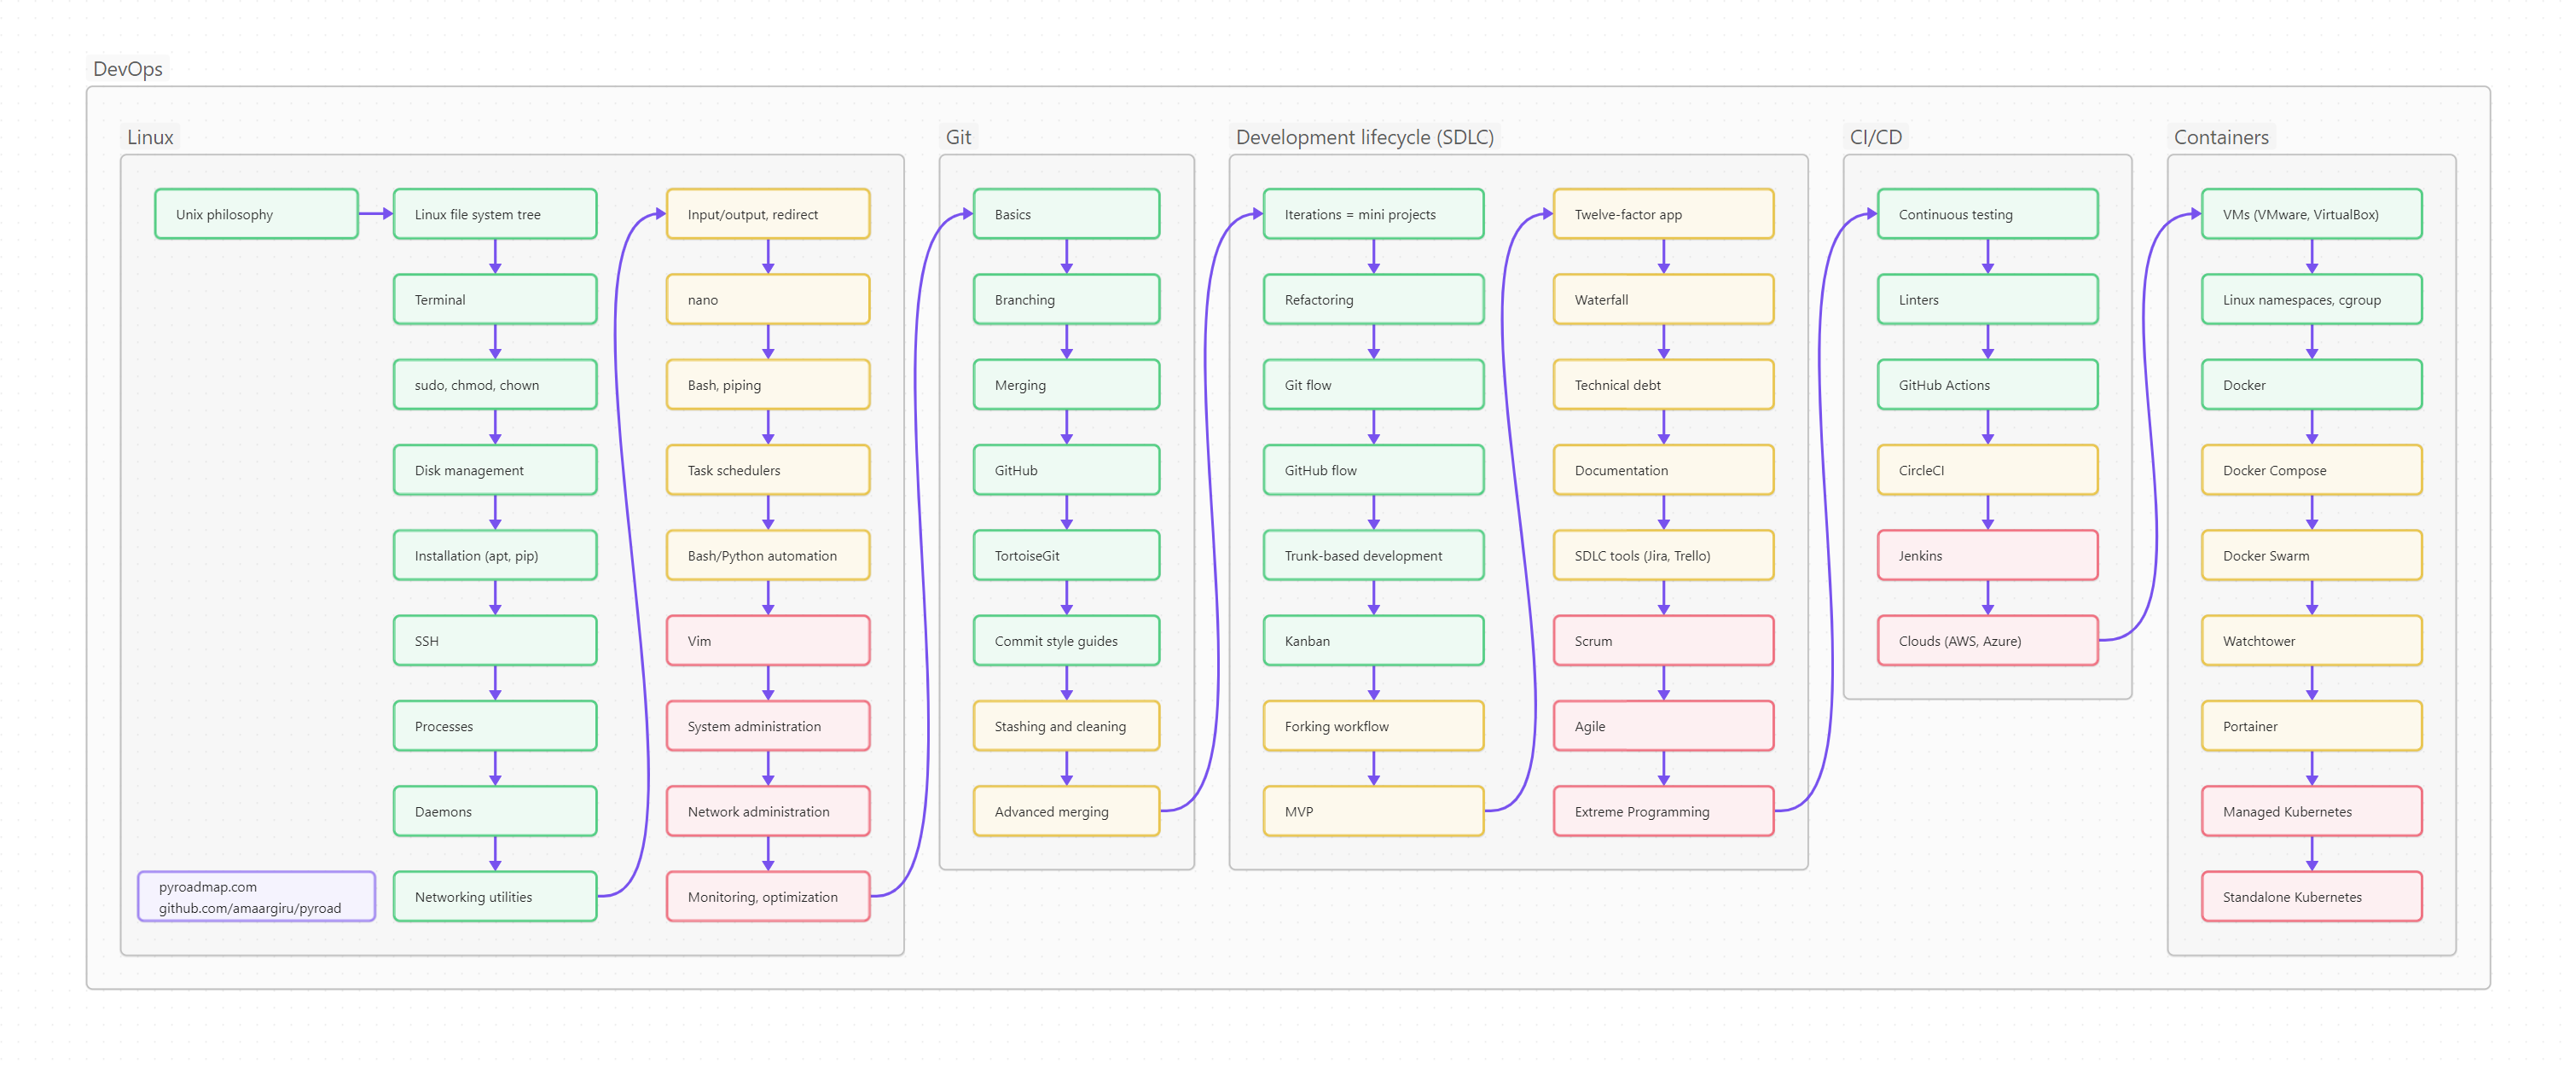 DevOps
Linux
Unix philosophy
Linux file system tree
Terminal
sudo, chmod, chown
Disk management
Installation (apt, pip)
SSH
Processes
Daemons
Networking utilities
Input/output, redirect
nano
Bash, piping
Task schedulers
Bash/Python automation
Vim
System administration
Network administration
Monitoring, optimization
pyroadmap.com
github.com/amaargiru/pyroad
Git
Basics
Branching
Merging
GitHub
TortoiseGit
Commit style guides
Stashing and cleaning
Advanced merging
Development lifecycle (SDLC)
Iterations = mini projects
Refactoring
Git flow
GitHub flow
Trunk-based development
Kanban
Forking workflow
MVP
Twelve-factor app
Waterfall
Technical debt
Documentation
SDLC tools (Jira, Trello)
Scrum
Agile
Extreme Programming
CI/CD
Continuous testing
Linters
GitHub Actions
CircleCI
Jenkins
Clouds (AWS, Azure)
Containers
VMs (VMware, VirtualBox)
Linux namespaces, cgroup
Docker
Docker Compose
Docker Swarm
Watchtower
Portainer
Managed Kubernetes
Standalone Kubernetes